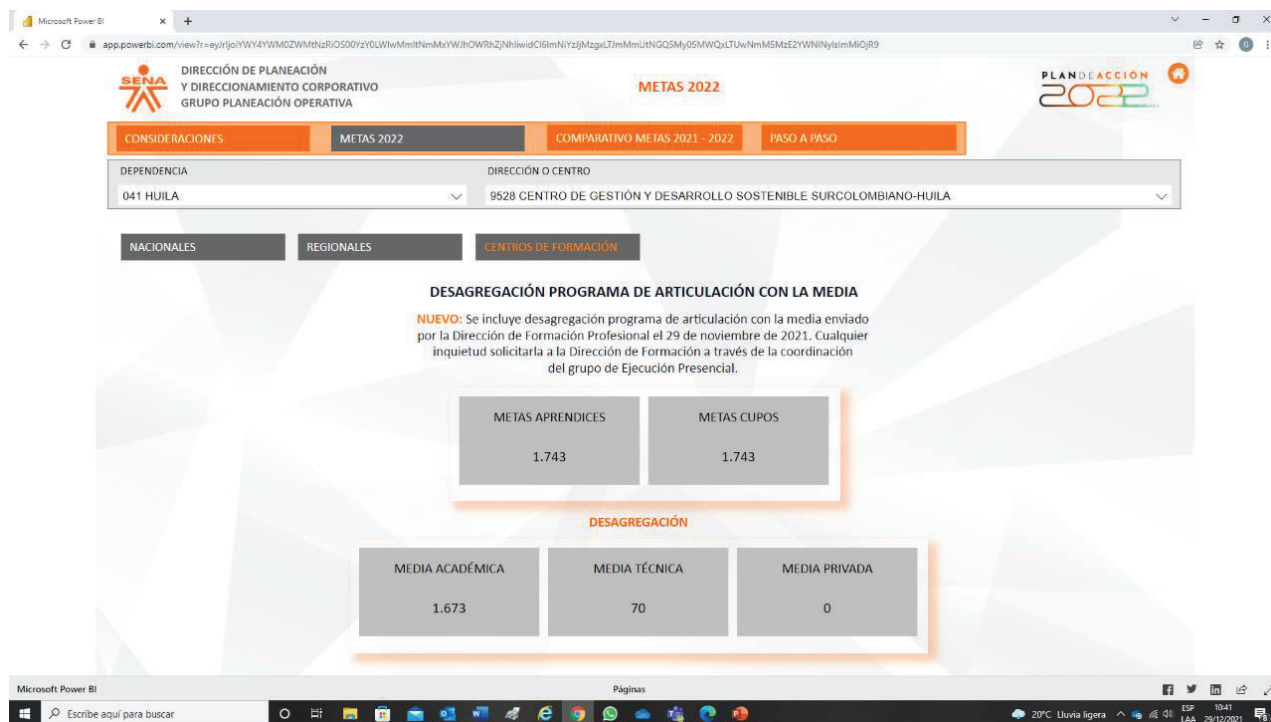 Microsoft Power BI
app.powerbi.com
SENA
DIRECCIÓN DE PLANEACIÓN
Y DIRECCIONAMIENTO CORPORATIVO
GRUPO PLANEACIÓN OPERATIVA
METAS 2022
PLANDEACCIÓN
2022
CONSIDERACIONES
METAS 2022
COMPARATIVO METAS 2021 - 2022
PASO A PASO
DEPENDENCIA
DIRECCIÓN O CENTRO
041 HUILA
9528 CENTRO DE GESTIÓN Y DESARROLLO SOSTENIBLE SURCOLOMBIANO-HUILA
NACIONALES
REGIONALES
CENTROS DE FORMACIÓN
DESAGREGACIÓN PROGRAMA DE ARTICULACIÓN CON LA MEDIA
NUEVO: Se incluye desagregación programa de articulación con la media enviado
por la Dirección de Formación Profesional el 29 de noviembre de 2021. Cualquier
inquietud solicitarla a la Dirección de Formación a través de la coordinación
del grupo de Ejecución Presencial.
METAS APRENDICES
METAS CUPOS
1.743
1.743
DESAGREGACIÓN
MEDIA ACADÉMICA
MEDIA TÉCNICA
MEDIA PRIVADA
1.673
70
0
Microsoft Power BI
Páginas
Escribe aquí para buscar
20°C Lluvia ligera
ESP
LAA
10:41
29/12/2021